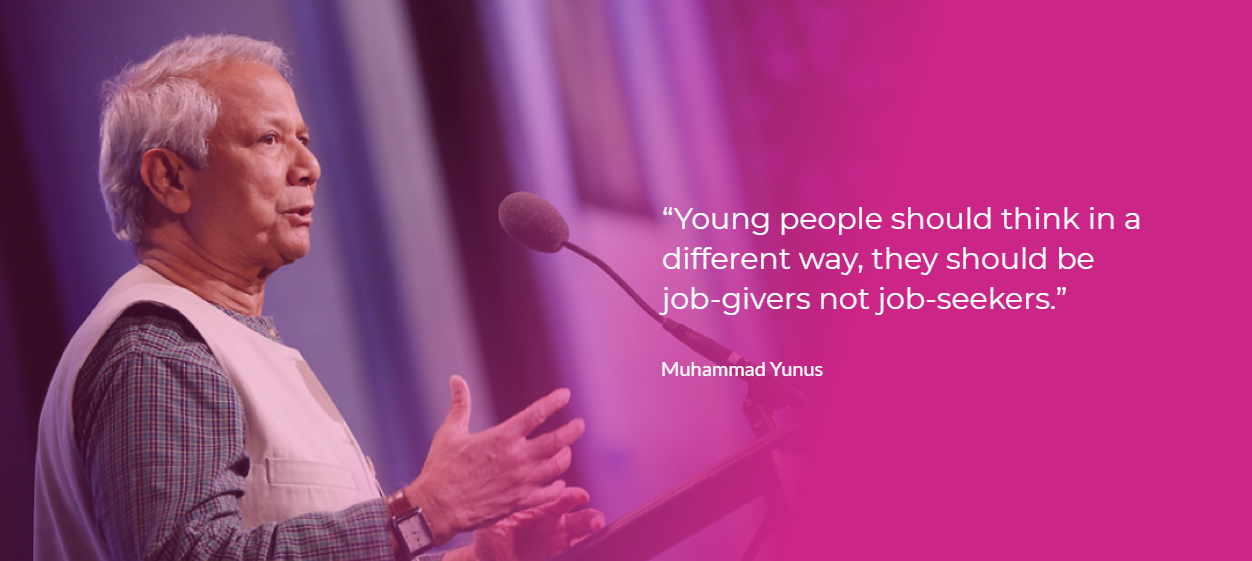 “Young people should think in a
different way, they should be
job-givers not job-seekers.”
Muhammad Yunus